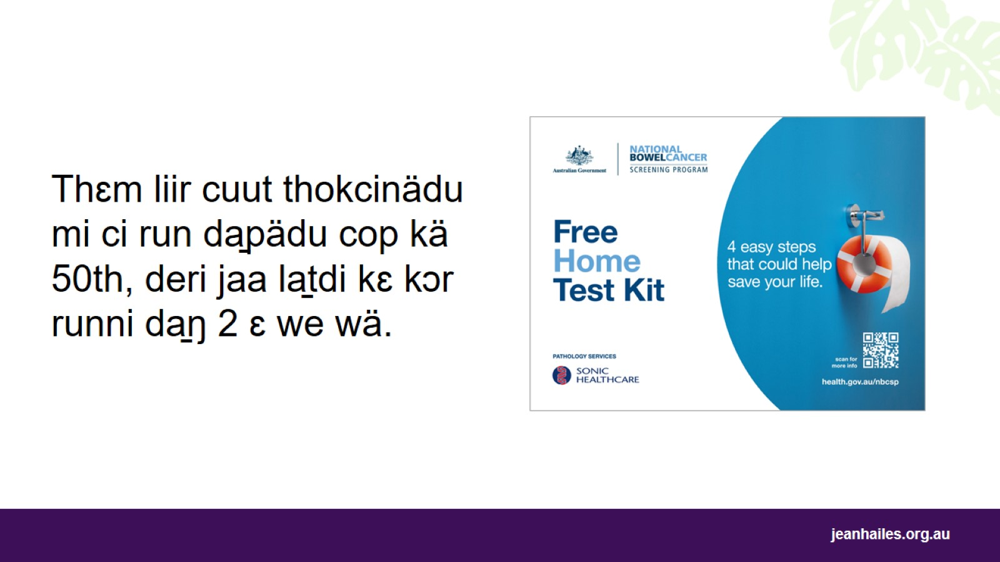 Thɛm liir cuut thokcinädu
mi ci run da̱pädu cop kä
50th, deri jaa la̱tdi kɛ kɔr
runni da̱ŋ 2 ɛ we wä.
Australian Government
NATIONAL
BOWELCANCER
SCREENING PROGRAM
Free
Home
Test Kit
4 easy steps
that could help
save your life.
PATHOLOGY SERVICES
SONIC
HEALTHCARE
scan for
more info
health.gov.au/nbcsp
jeanhailes.org.au